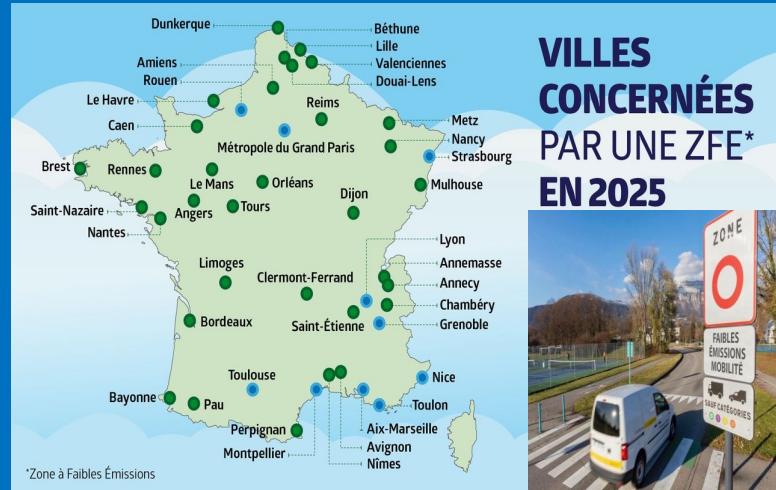 VILLES
CONCERNÉES
PAR UNE ZFE*
EN 2025
Dunkerque
Béthune
Lille
Valenciennes
Douai-Lens
Amiens
Rouen
Le Havre
Caen
Reims
Metz
Nancy
Strasbourg
Métropole du Grand Paris
Brest
Rennes
Le Mans
Orléans
Mulhouse
Dijon
Saint-Nazaire
Angers
Tours
Nantes
Lyon
Annemasse
Annecy
Chambéry
Grenoble
Limoges
Clermont-Ferrand
Saint-Étienne
Bordeaux
Toulouse
Nice
Bayonne
Pau
Toulon
Perpignan
Aix-Marseille
Montpellier
Avignon
Nîmes
*Zone à Faibles Émissions
ZONE
FAIBLES
ÉMISSIONS
MOBILITÉ
SAUF CATÉGORIES